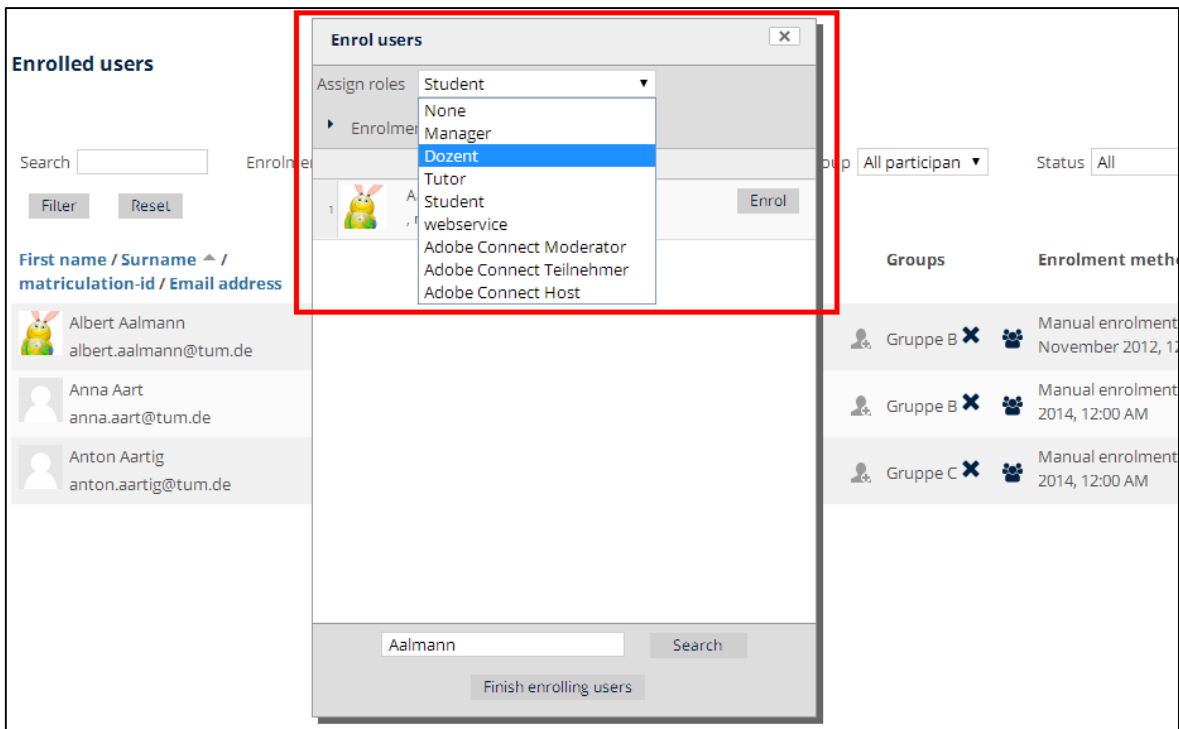 Enrolled users
Enrol users
Assign roles Student
None
Manager
Dozent
Tutor
Student
webservice
Adobe Connect Moderator
Adobe Connect Teilnehmer
Adobe Connect Host
1
Enrol
Aalmann
Search
Finish enrolling users
Search
All participan
Status All
Filter Reset
First name / Surname /
matriculation-id / Email address
Groups
Albert Aalmann
albert.aalmann@tum.de
Gruppe B
Manual enrolment
November 2012,
Anna Aart
anna.aart@tum.de
Gruppe B
Manual enrolment
2014, 12:00 AM
Anton Aartig
anton.aartig@tum.de
Gruppe C
Manual enrolment
2014, 12:00 AM